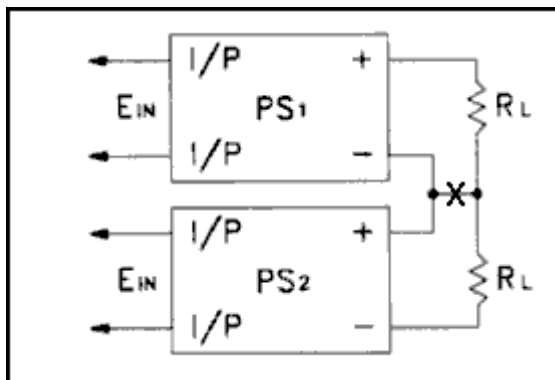 I/P +
EIN PS1 RL
I/P −
X
I/P +
EIN PS2 RL
I/P −